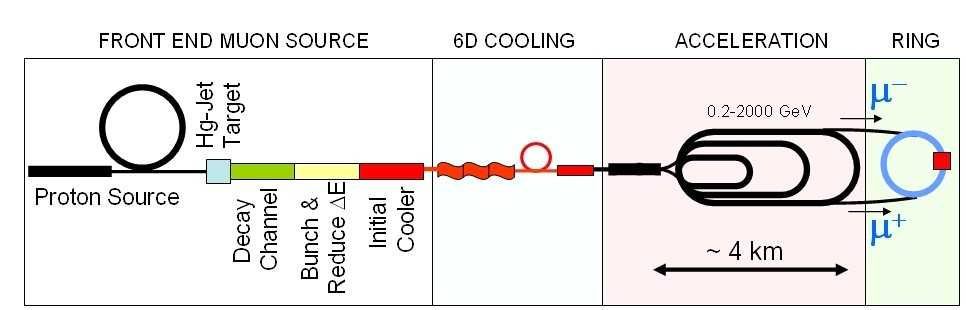 FRONT END MUON SOURCE
6D COOLING
ACCELERATION
RING
Proton Source
Hg-Jet
Target
Decay
Channel
Bunch &
Reduce ΔE
Initial
Cooler
0.2-2000 GeV
~ 4 km
μ−
μ+